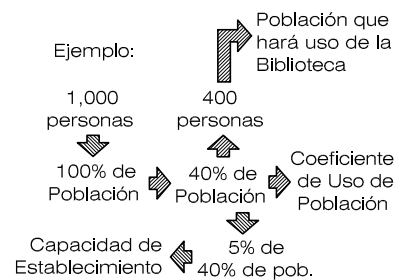 Ejemplo:
Población que
hará uso de la
Biblioteca
1,000
personas
400
personas
100% de
Población
40% de
Población
Coeficiente
de Uso de
Población
5% de
40% de pob.
Capacidad de
Establecimiento